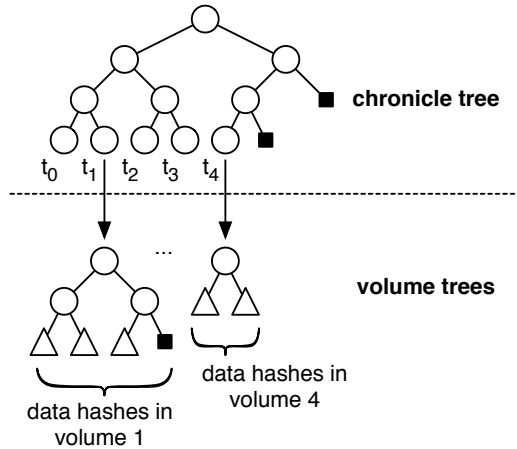 chronicle tree
t0 t1 t2 t3 t4
...
volume trees
data hashes in
volume 1
data hashes in
volume 4